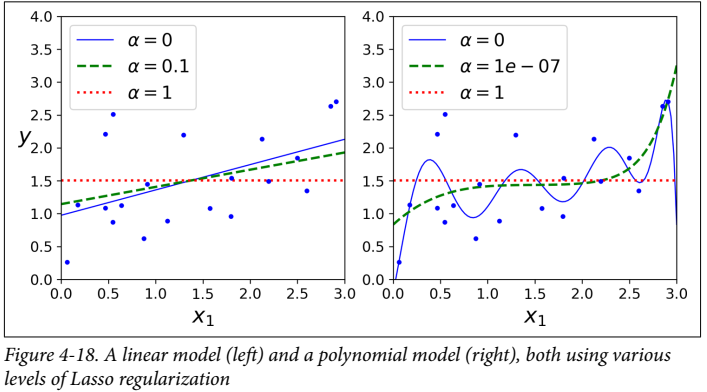 4.0
3.5
3.0
2.5
2.0
1.5
1.0
0.5
0.0
y
α = 0
α = 0.1
α = 1
0.0 0.5 1.0 1.5 2.0 2.5 3.0
x₁
4.0
3.5
3.0
2.5
2.0
1.5
1.0
0.5
0.0
α = 0
α = 1e − 07
α = 1
0.0 0.5 1.0 1.5 2.0 2.5 3.0
x₁
Figure 4-18. A linear model (left) and a polynomial model (right), both using various
levels of Lasso regularization